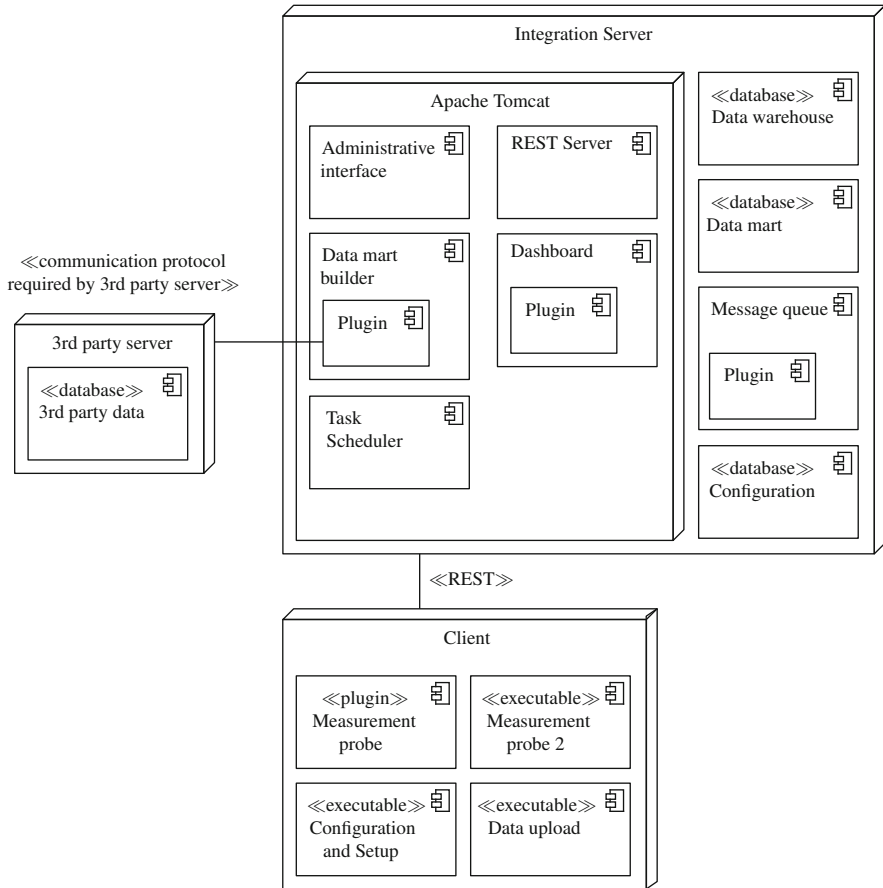 Integration Server
Apache Tomcat
Administrative
interface
REST Server
≪database≫
Data warehouse
≪database≫
Data mart
Data mart
builder
Plugin
Dashboard
Plugin
Message queue
Plugin
Task
Scheduler
≪database≫
Configuration
≪communication protocol
required by 3rd party server≫
3rd party server
≪database≫
3rd party data
≪REST≫
Client
≪plugin≫
Measurement
probe
≪executable≫
Measurement
probe 2
≪executable≫
Configuration
and Setup
≪executable≫
Data upload